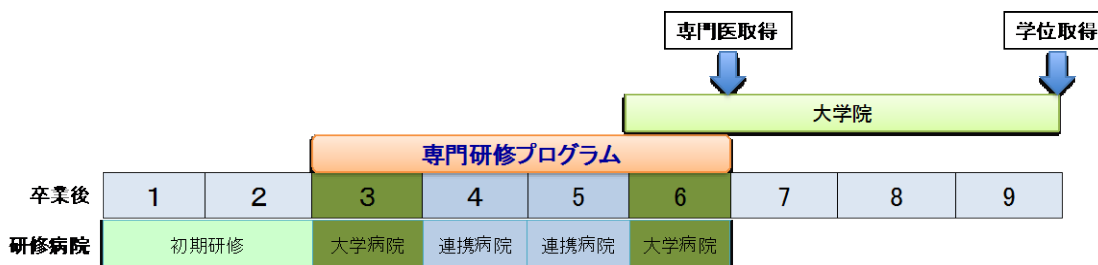 専門医取得
学位取得
大学院
専門研修プログラム
卒業後 1 2 3 4 5 6 7 8 9
研修病院 初期研修 大学病院 連携病院 連携病院 大学病院